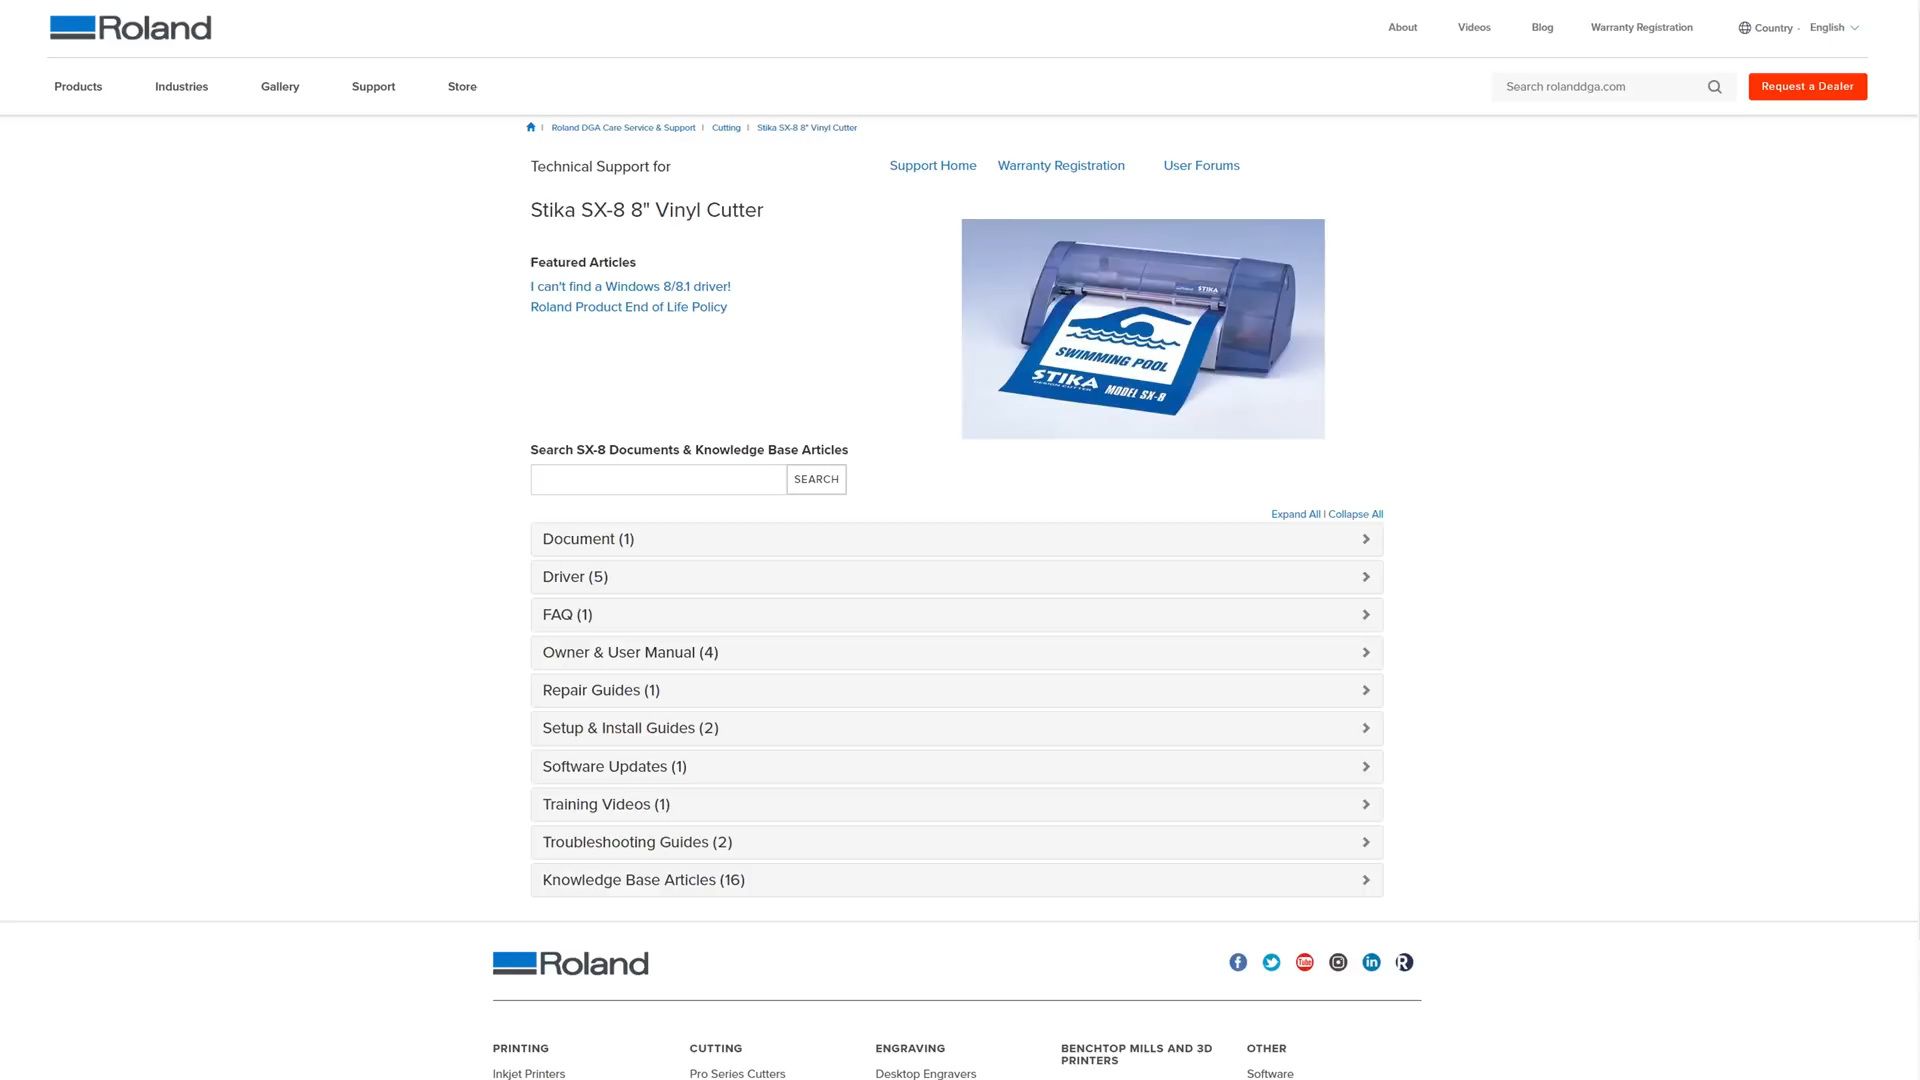 Roland
About
Videos
Blog
Warranty Registration
Country -
English
Products
Industries
Gallery
Support
Store
Search rolanddga.com
Request a Dealer
| Roland DGA Care Service & Support | Cutting | Stika SX-8 8" Vinyl Cutter
Technical Support for
Support Home
Warranty Registration
User Forums
Stika SX-8 8" Vinyl Cutter
Featured Articles
I can't find a Windows 8/8.1 driver!
Roland Product End of Life Policy
STIKA
SWIMMING POOL
STIKA
DESIGN CUTTER
MODEL SX-8
Search SX-8 Documents & Knowledge Base Articles
SEARCH
Expand All | Collapse All
Document (1)
Driver (5)
FAQ (1)
Owner & User Manual (4)
Repair Guides (1)
Setup & Install Guides (2)
Software Updates (1)
Training Videos (1)
Troubleshooting Guides (2)
Knowledge Base Articles (16)
Roland
PRINTING
CUTTING
ENGRAVING
BENCHTOP MILLS AND 3D
PRINTERS
OTHER
Inkjet Printers
Pro Series Cutters
Desktop Engravers
Software